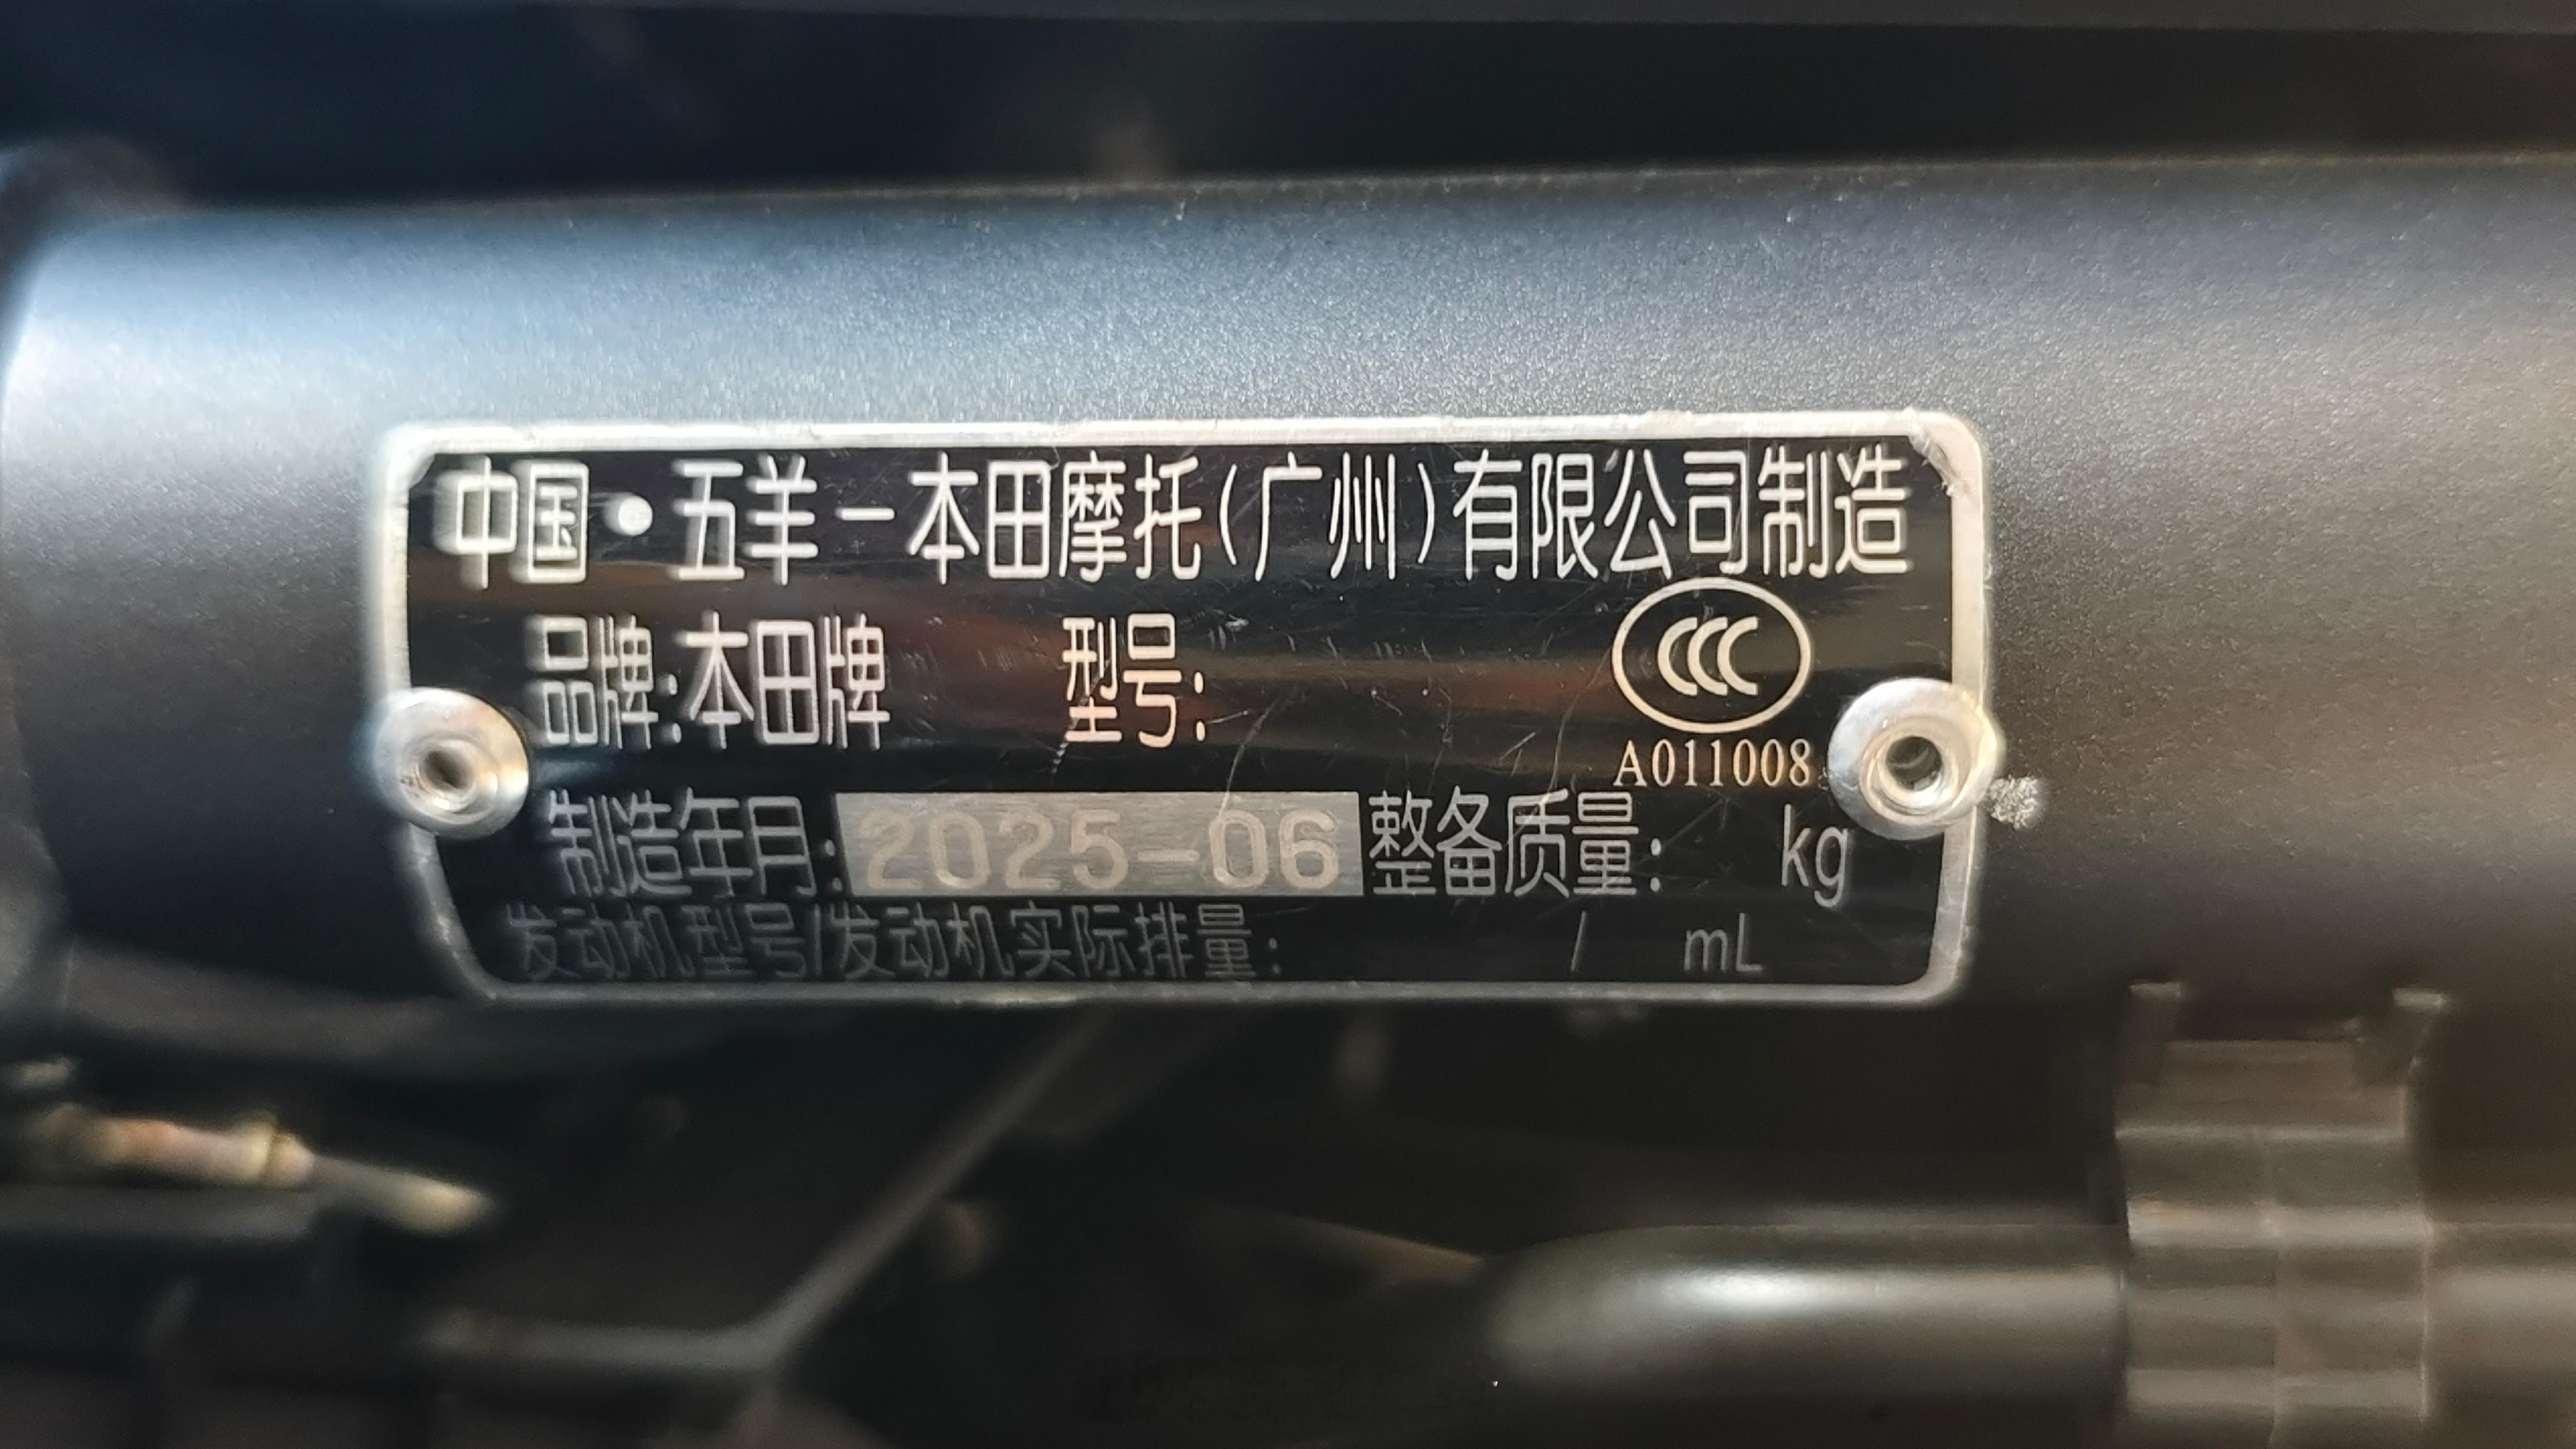 中国•五羊-本田摩托(广州)有限公司制造
品牌:本田牌 型号:
CCC
A011008
制造年月:2025-06 整备质量: kg
发动机型号/发动机实际排量: / mL